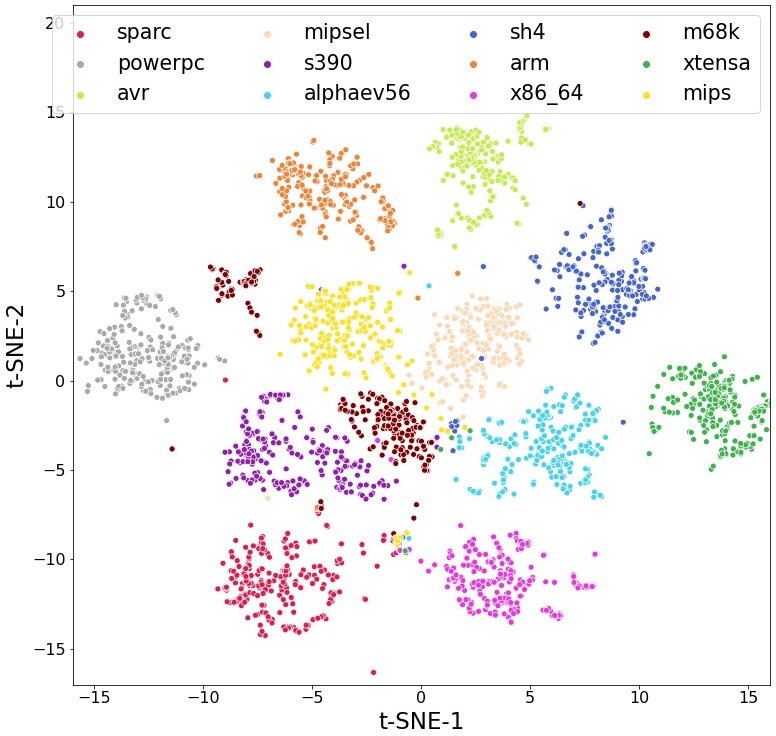 20
sparc mipsel sh4 m68k
powerpc s390 arm xtensa
avr alphaev56 x86_64 mips
15
10
5
0
−5
−10
−15
t-SNE-2
−15 −10 −5 0 5 10 15
t-SNE-1